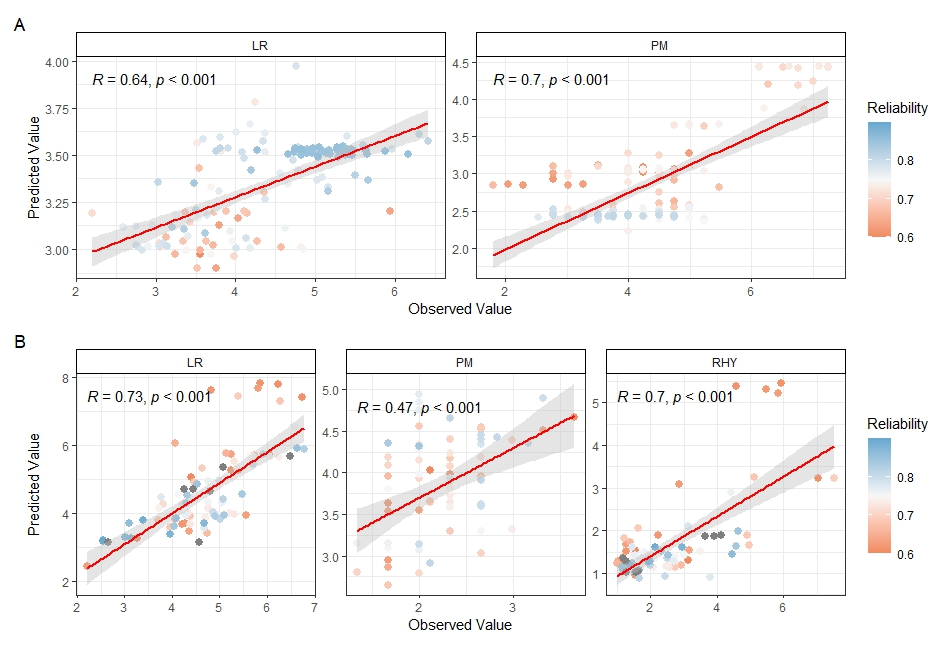 A
LR
PM
R = 0.64, p < 0.001
R = 0.7, p < 0.001
4.00
3.75
3.50
3.25
3.00
4.5
4.0
3.5
3.0
2.5
2.0
Predicted Value
2 3 4 5 6
2 4 6
Observed Value
Reliability
0.8
0.7
0.6
B
LR
PM
RHY
R = 0.73, p < 0.001
R = 0.47, p < 0.001
R = 0.7, p < 0.001
8
6
4
2
5.0
4.5
4.0
3.5
3.0
5
4
3
2
1
Predicted Value
2 3 4 5 6 7
2 3
2 4 6
Observed Value
Reliability
0.8
0.7
0.6